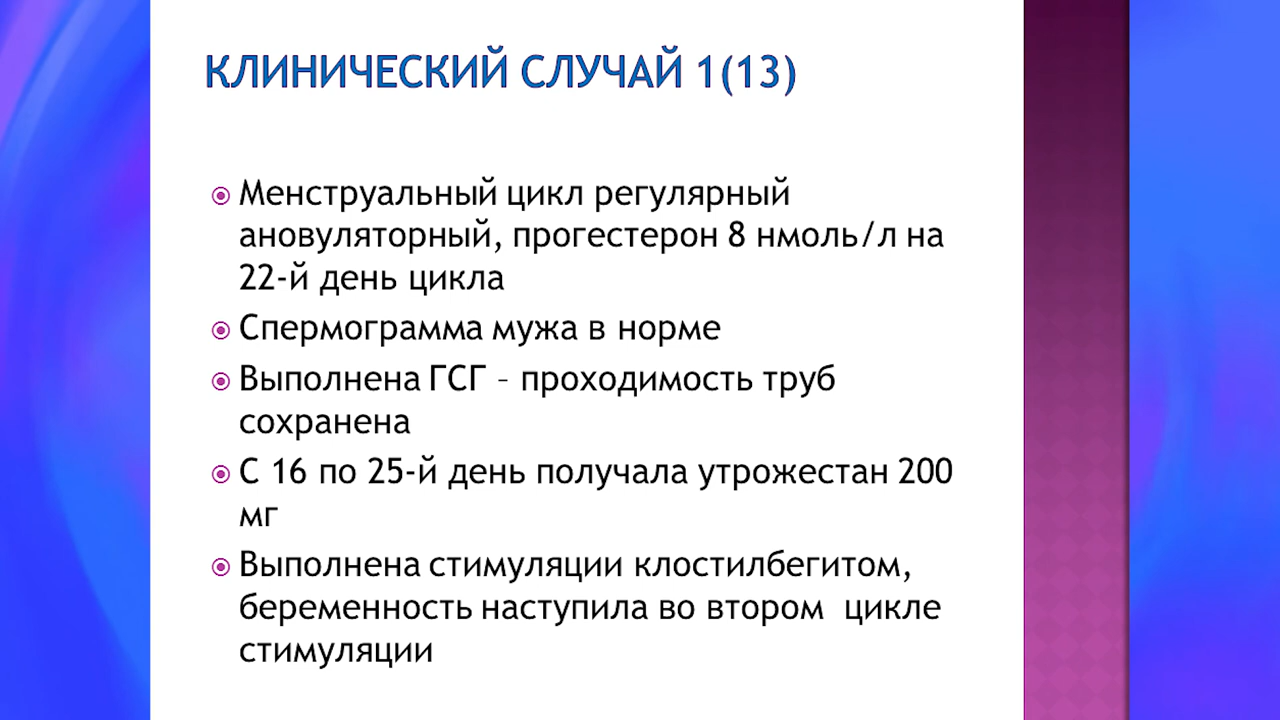 КЛИНИЧЕСКИЙ СЛУЧАЙ 1(13)
Менструальный цикл регулярный
ановуляторный, прогестерон 8 нмоль/л на
22-й день цикла
Спермограмма мужа в норме
Выполнена ГСГ – проходимость труб
сохранена
С 16 по 25-й день получала утрожестан 200
мг
Выполнена стимуляции клостилбегитом,
беременность наступила во втором  цикле
стимуляции